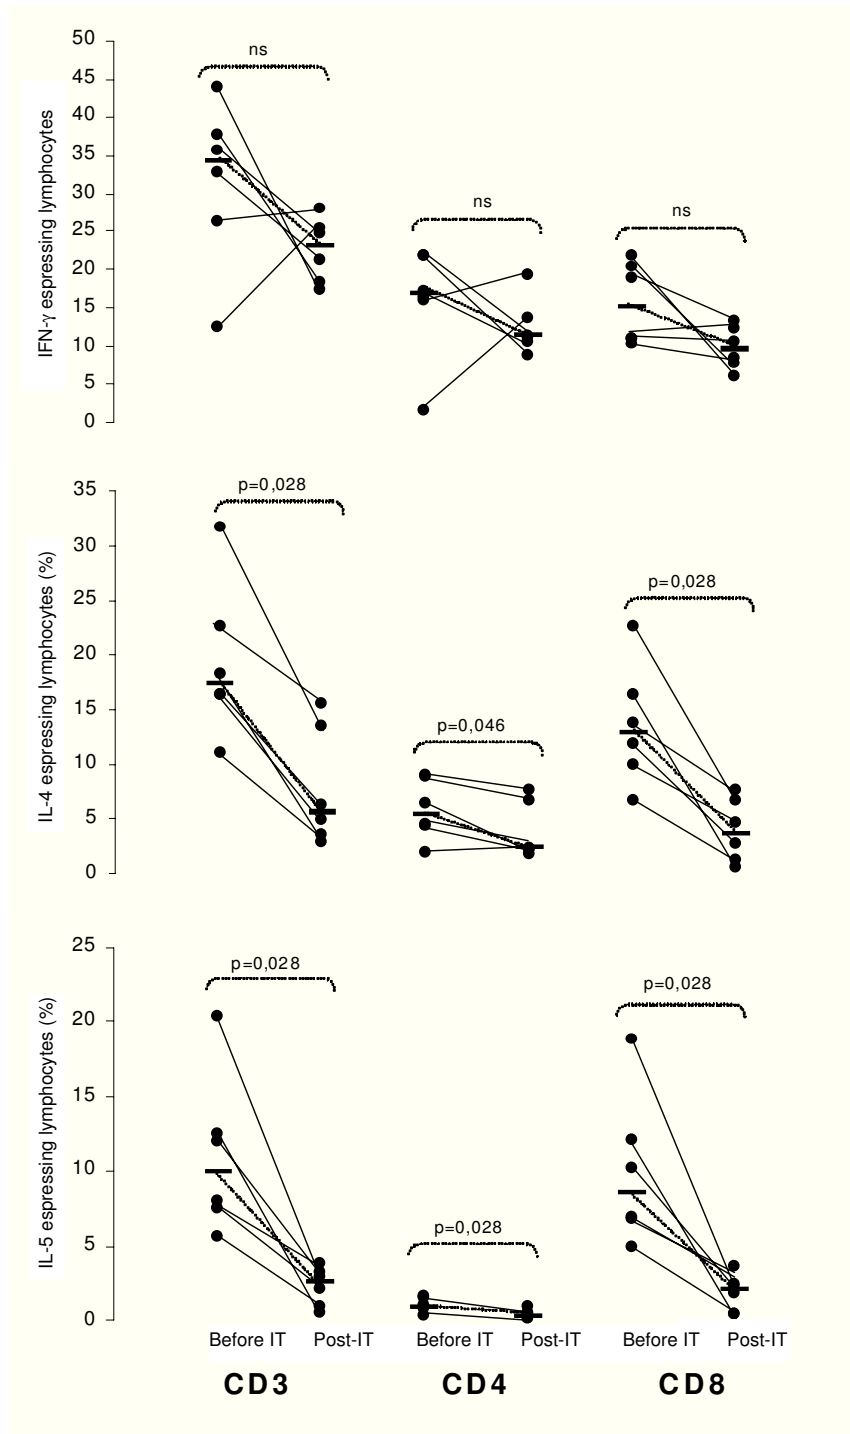 50
ns
45
40
35
30
25
20
15
10
5
0
ns
ns
IFN-γ espressing lymphocytes
35
p=0,028
30
25
20
15
10
5
0
p=0,046
p=0,028
IL-4 espressing lymphocytes (%)
25
p=0,028
20
15
10
5
0
p=0,028
p=0,028
IL-5 espressing lymphocytes (%)
Before IT Post-IT Before IT Post-IT Before IT Post-IT
CD3 CD4 CD8